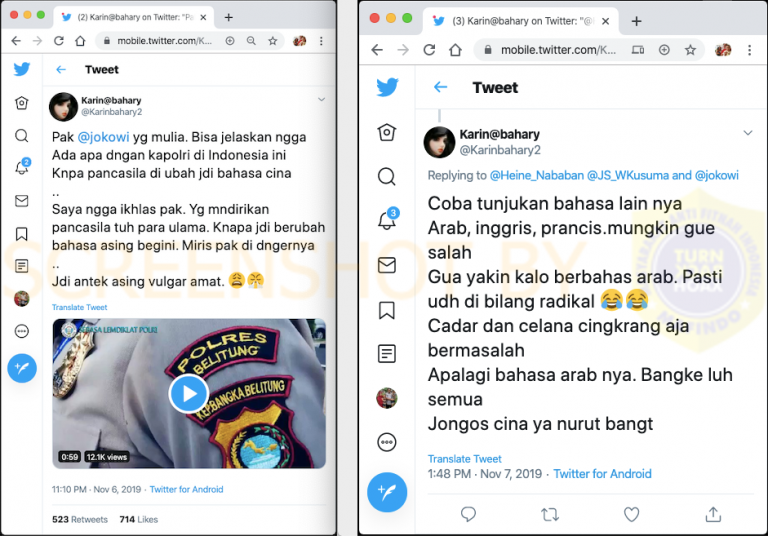 (2) Karin@bahary on Twitter: "Pa
mobile.twitter.com/K...
Tweet
Karin@bahary
@Karinbahary2
Pak @jokowi yg mulia. Bisa jelaskan ngga
Ada apa dngan kapolri di Indonesia ini
Knpa pancasila di ubah jdi bahasa cina
..
Saya ngga ikhlas pak. Yg mndirikan
pancasila tuh para ulama. Knapa jdi berubah
bahasa asing begini. Miris pak di dngernya
..
Jdi antek asing vulgar amat. 😩😤
Translate Tweet
2
BAHASA LEMDIKLAT POLRI
POLRES
BELITUNG
KEP.BANGKA BELITUNG
0:59
12.1K views
11:10 PM · Nov 6, 2019 · Twitter for Android
523 Retweets 714 Likes
(3) Karin@bahary on Twitter: "@
mobile.twitter.com/K...
Tweet
Karin@bahary
@Karinbahary2
Replying to @Heine_Nababan @JS_WKusuma and @jokowi
Coba tunjukan bahasa lain nya
Arab, inggris, prancis.mungkin gue
salah
Gua yakin kalo berbahas arab. Pasti
udh di bilang radikal 😂😂
Cadar dan celana cingkrang aja
bermasalah
Apalagi bahasa arab nya. Bangke luh
semua
Jongos cina ya nurut bangt
3
Translate Tweet
1:48 PM · Nov 7, 2019 · Twitter for Android
SCREENSHOT BY
TURN
HOAX
MAFINDO